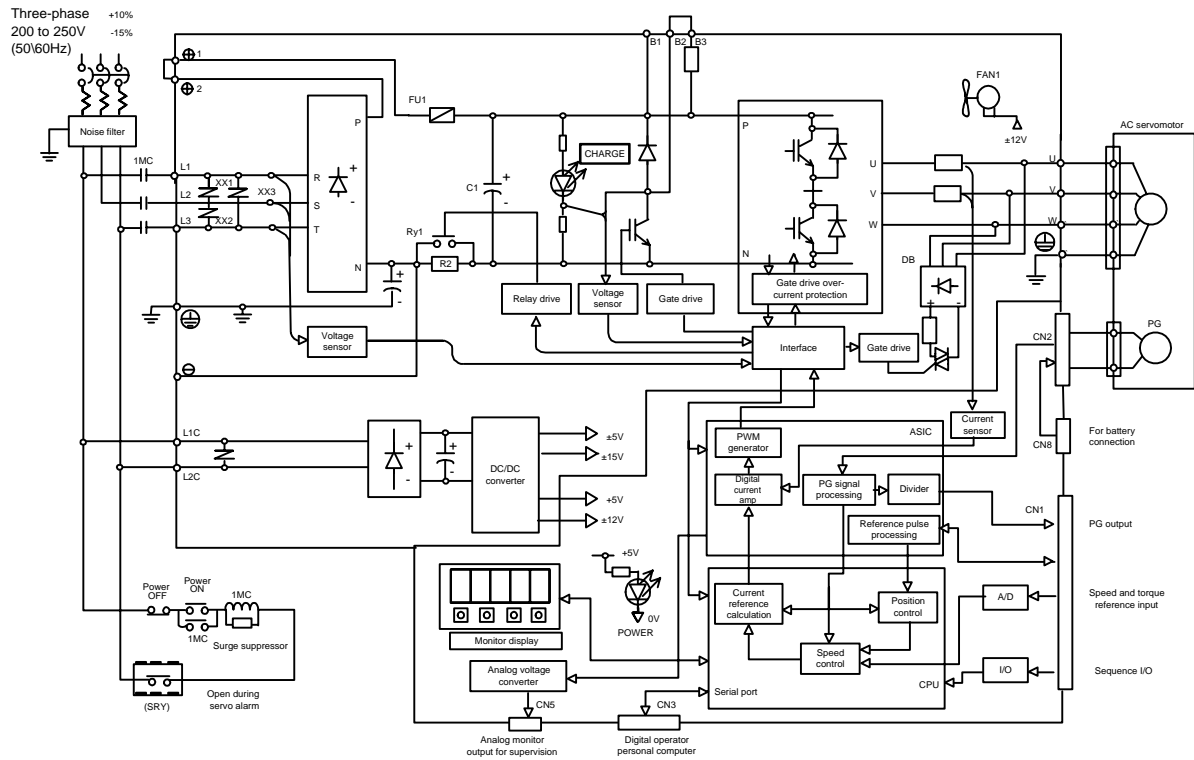 Three-phase +10%
200 to 250V -15%
(50\60Hz)
Noise filter
1MC
L1
L2
L3
XX1
XX2
XX3
1
2
R
S
T
P
N
+
-
FU1
Ry1
R2
C1
+
-
+
-
CHARGE
B1
B2
B3
P
N
Gate drive over-
current protection
U
V
W
FAN1
±12V
AC servomotor
U
V
W
DB
+
-
PG
Relay drive
Voltage
sensor
Gate drive
Interface
Gate drive
Voltage
sensor
CN2
Current
sensor
CN8
For battery
connection
L1C
L2C
+
-
+
-
DC/DC
converter
±5V
±15V
+5V
±12V
ASIC
PWM
generator
Digital
current
amp
PG signal
processing
Divider
Reference pulse
processing
CN1
PG output
Power
OFF
Power
ON
1MC
1MC
Surge suppressor
(SRY)
Open during
servo alarm
+5V
0V
POWER
Monitor display
Analog voltage
converter
CN5
Analog monitor
output for supervision
CN3
Digital operator
personal computer
Current
reference
calculation
Position
control
Speed
control
Serial port
CPU
A/D
Speed and torque
reference input
I/O
Sequence I/O